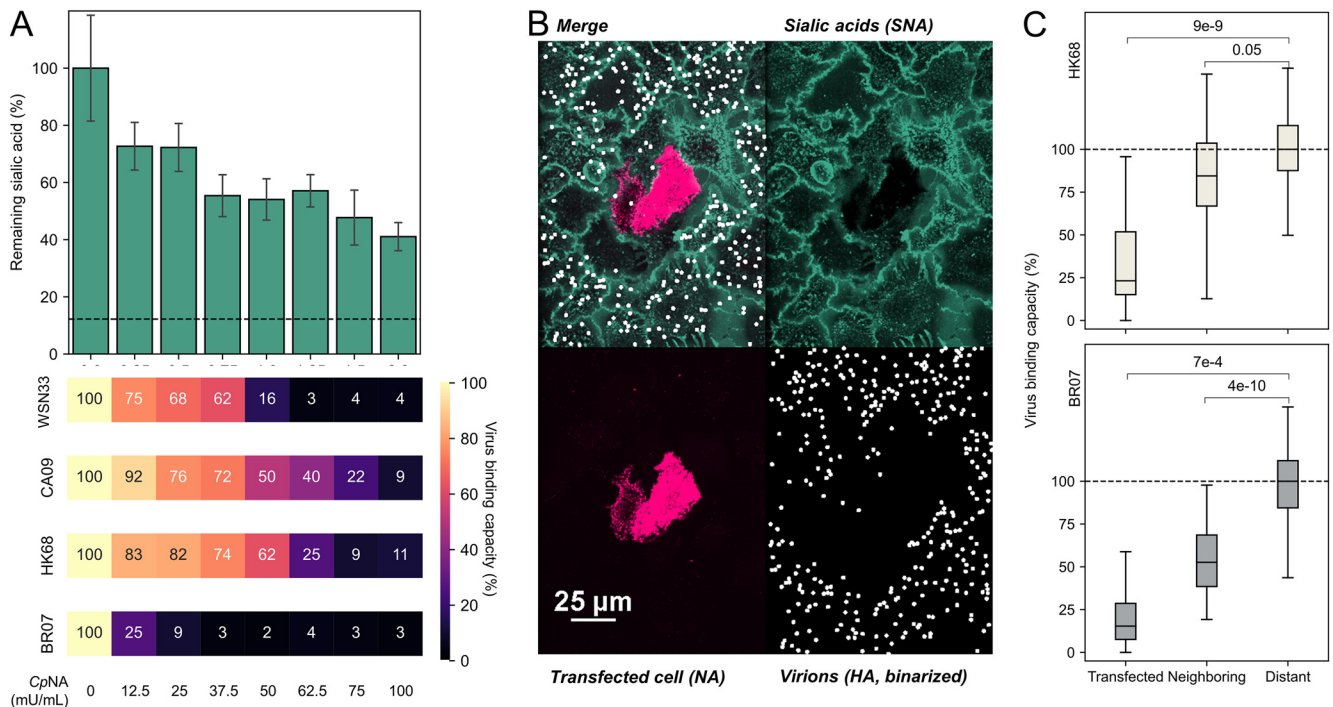 A
Remaining sialic acid (%)
100
80
60
40
20
0
WSN33
100 75 68 62 16 3 4 4
CA09
100 92 76 72 50 40 22 9
HK68
100 83 82 74 62 25 9 11
BR07
100 25 9 3 2 4 3 3
CpNA
(mU/mL)
0 12.5 25 37.5 50 62.5 75 100
100
80
60
40
20
0
Virus binding capacity (%)
B
Merge
Sialic acids (SNA)
25 µm
Transfected cell (NA)
Virions (HA, binarized)
C
Virus binding capacity (%)
HK68
9e-9
0.05
100
75
50
25
0
BR07
7e-4
4e-10
100
75
50
25
0
Transfected Neighboring Distant